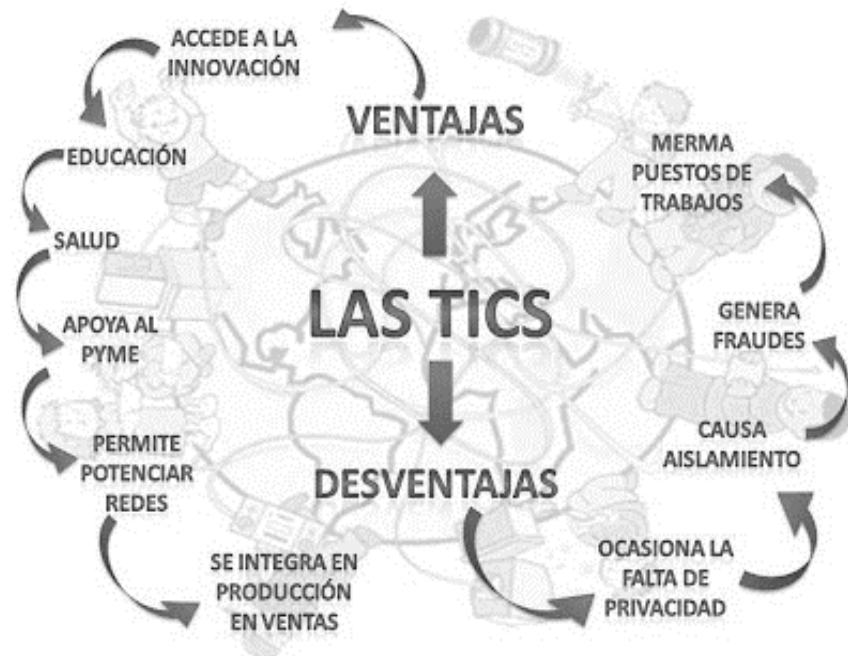 LAS TICS
VENTAJAS
ACCEDE A LA
INNOVACIÓN
EDUCACIÓN
SALUD
APOYA AL
PYME
PERMITE
POTENCIAR
REDES
SE INTEGRA EN
PRODUCCIÓN
EN VENTAS
DESVENTAJAS
OCASIONA LA
FALTA DE
PRIVACIDAD
CAUSA
AISLAMIENTO
GENERA
FRAUDES
MERMA
PUESTOS DE
TRABAJOS